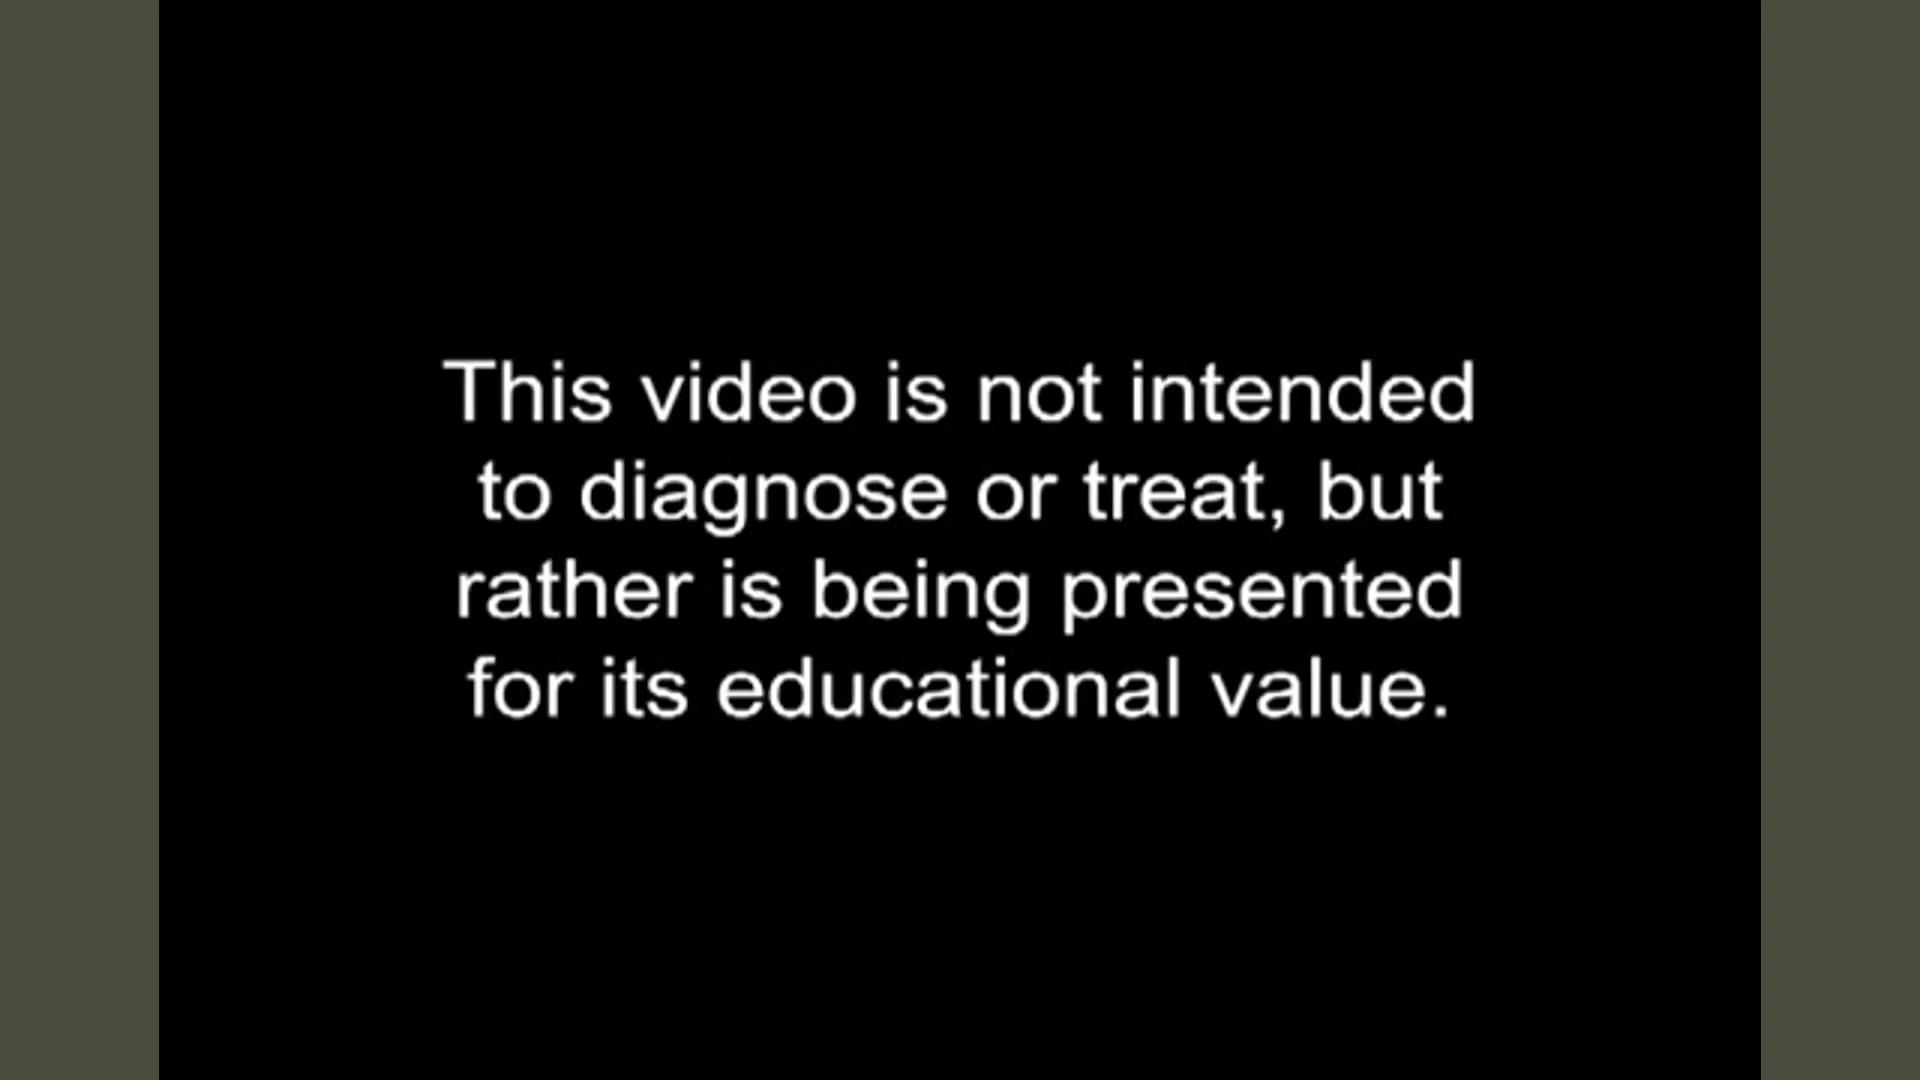 This video is not intended
to diagnose or treat, but
rather is being presented
for its educational value.